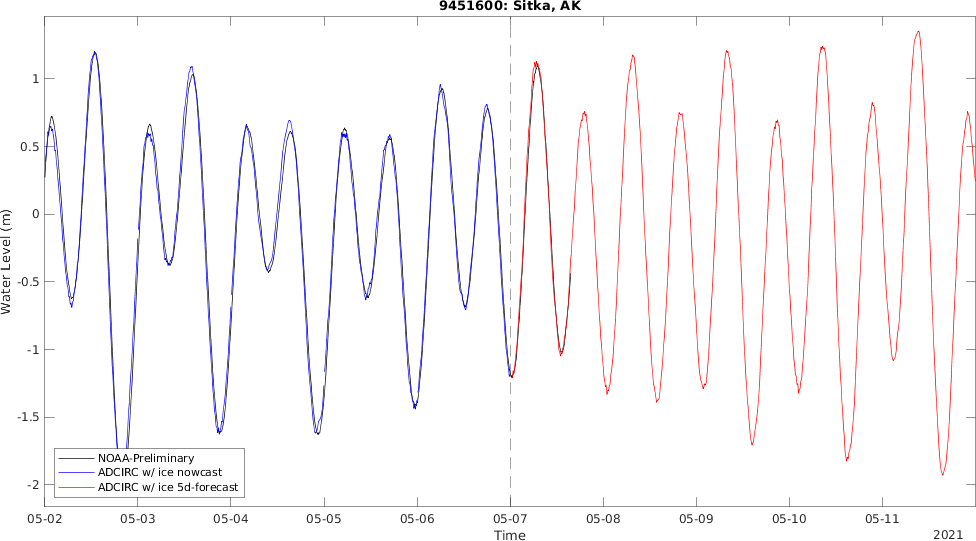 9451600: Sitka, AK
Water Level (m)
1
0.5
0
-0.5
-1
-1.5
-2
NOAA-Preliminary
ADCIRC w/ ice nowcast
ADCIRC w/ ice 5d-forecast
05-02 05-03 05-04 05-05 05-06 05-07 05-08 05-09 05-10 05-11
Time
2021